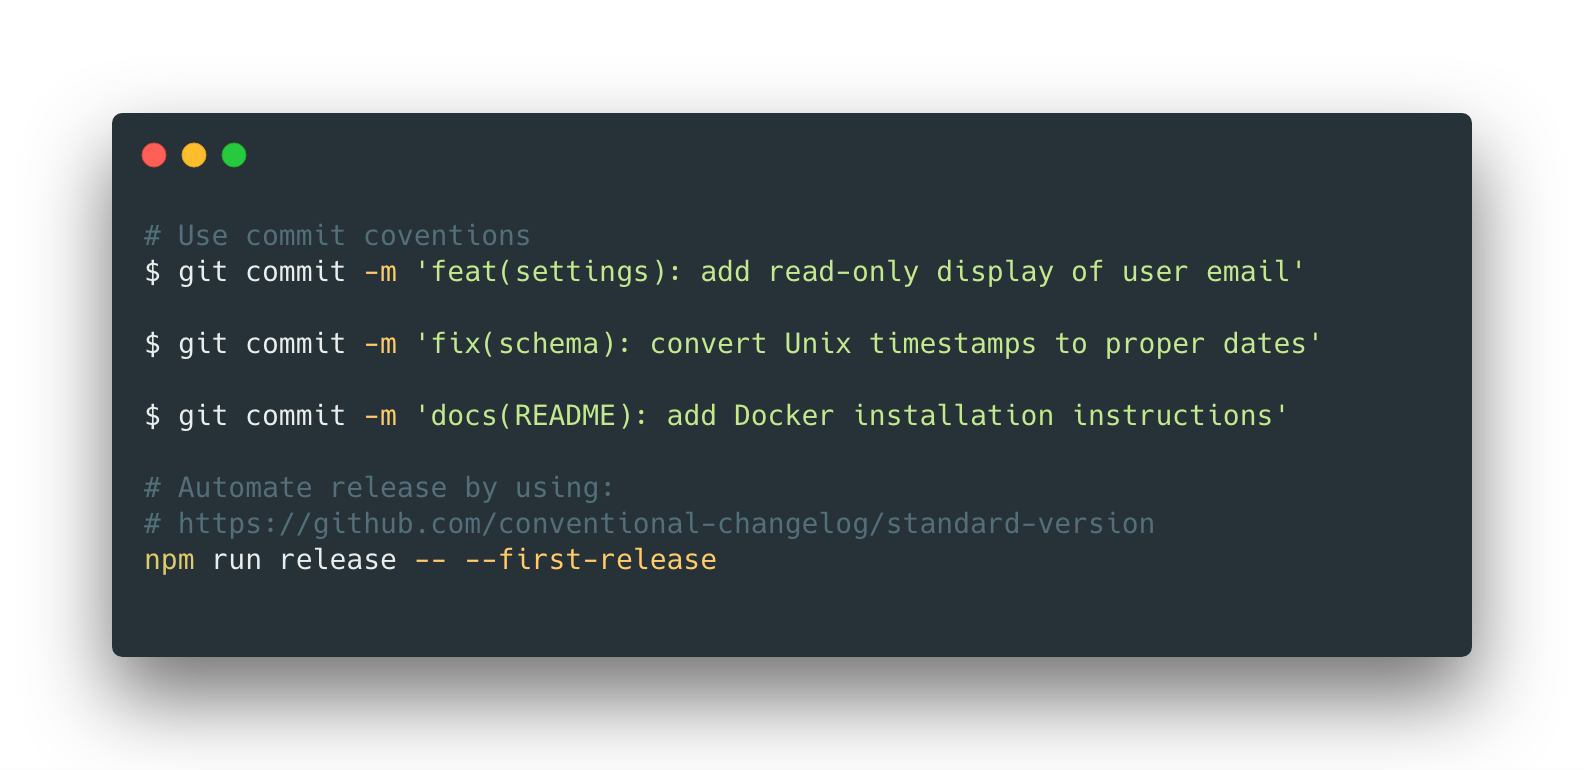 # Use commit coventions
$ git commit -m 'feat(settings): add read-only display of user email'
$ git commit -m 'fix(schema): convert Unix timestamps to proper dates'
$ git commit -m 'docs(README): add Docker installation instructions'
# Automate release by using:
# https://github.com/conventional-changelog/standard-version
npm run release -- --first-release